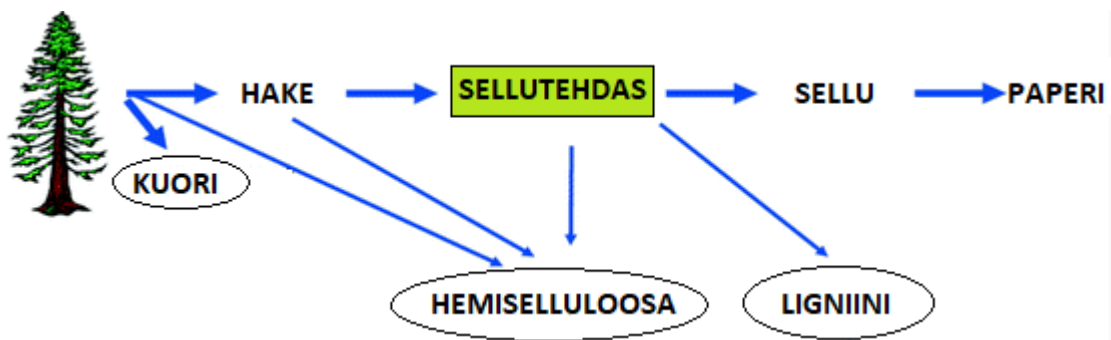 HAKE
SELLUTEHDAS
SELLU
PAPERI
KUORI
HEMISELLULOOSA
LIGNIINI